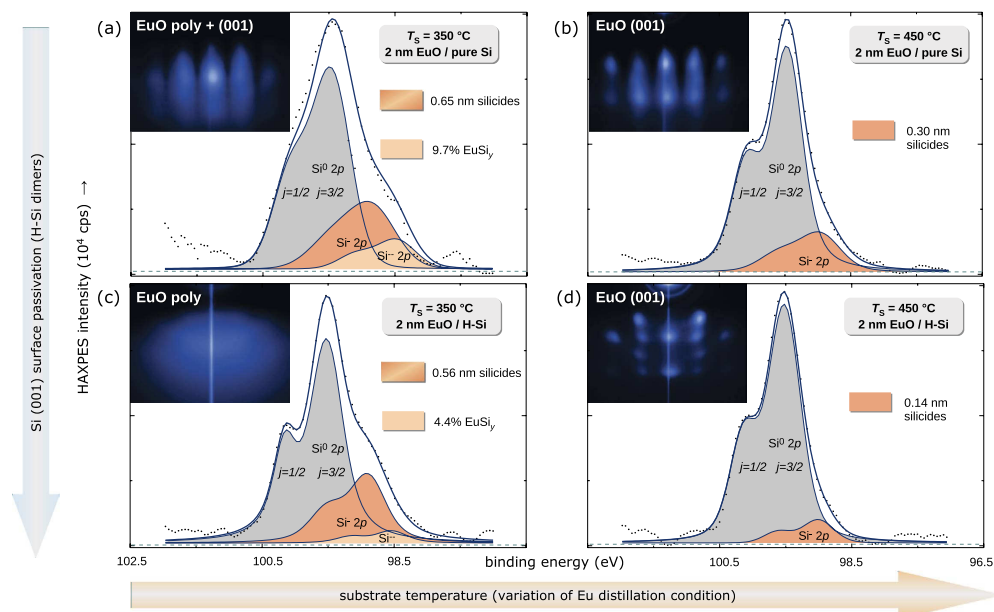 (a)
EuO poly + (001)
T_S = 350 °C
2 nm EuO / pure Si
0.65 nm silicides
9.7% EuSi_y
Si⁰ 2p
j=1/2 j=3/2
Si⁻ 2p
Si⁻⁻ 2p
(b)
EuO (001)
T_S = 450 °C
2 nm EuO / pure Si
0.30 nm
silicides
Si⁰ 2p
j=1/2 j=3/2
Si⁻ 2p
Si (001) surface passivation (H-Si dimers)
HAXPES intensity (10⁴ cps) →
(c)
EuO poly
T_S = 350 °C
2 nm EuO / H-Si
0.56 nm silicides
4.4% EuSi_y
Si⁰ 2p
j=1/2 j=3/2
Si⁻ 2p
Si⁻⁻
(d)
EuO (001)
T_S = 450 °C
2 nm EuO / H-Si
0.14 nm
silicides
Si⁰ 2p
j=1/2 j=3/2
Si⁻ 2p
102.5 100.5 98.5 100.5 98.5 96.5
binding energy (eV)
substrate temperature (variation of Eu distillation condition)